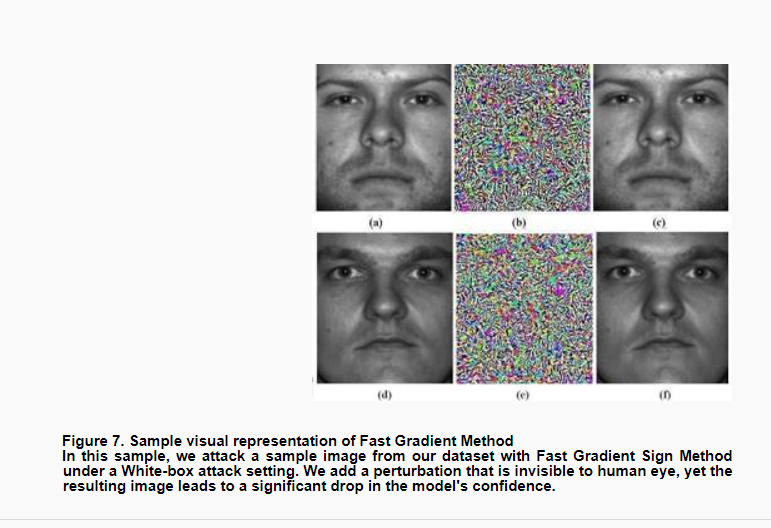 (a) (b) (c)
(d) (e) (f)
Figure 7. Sample visual representation of Fast Gradient Method
In this sample, we attack a sample image from our dataset with Fast Gradient Sign Method
under a White-box attack setting. We add a perturbation that is invisible to human eye, yet the
resulting image leads to a significant drop in the model's confidence.